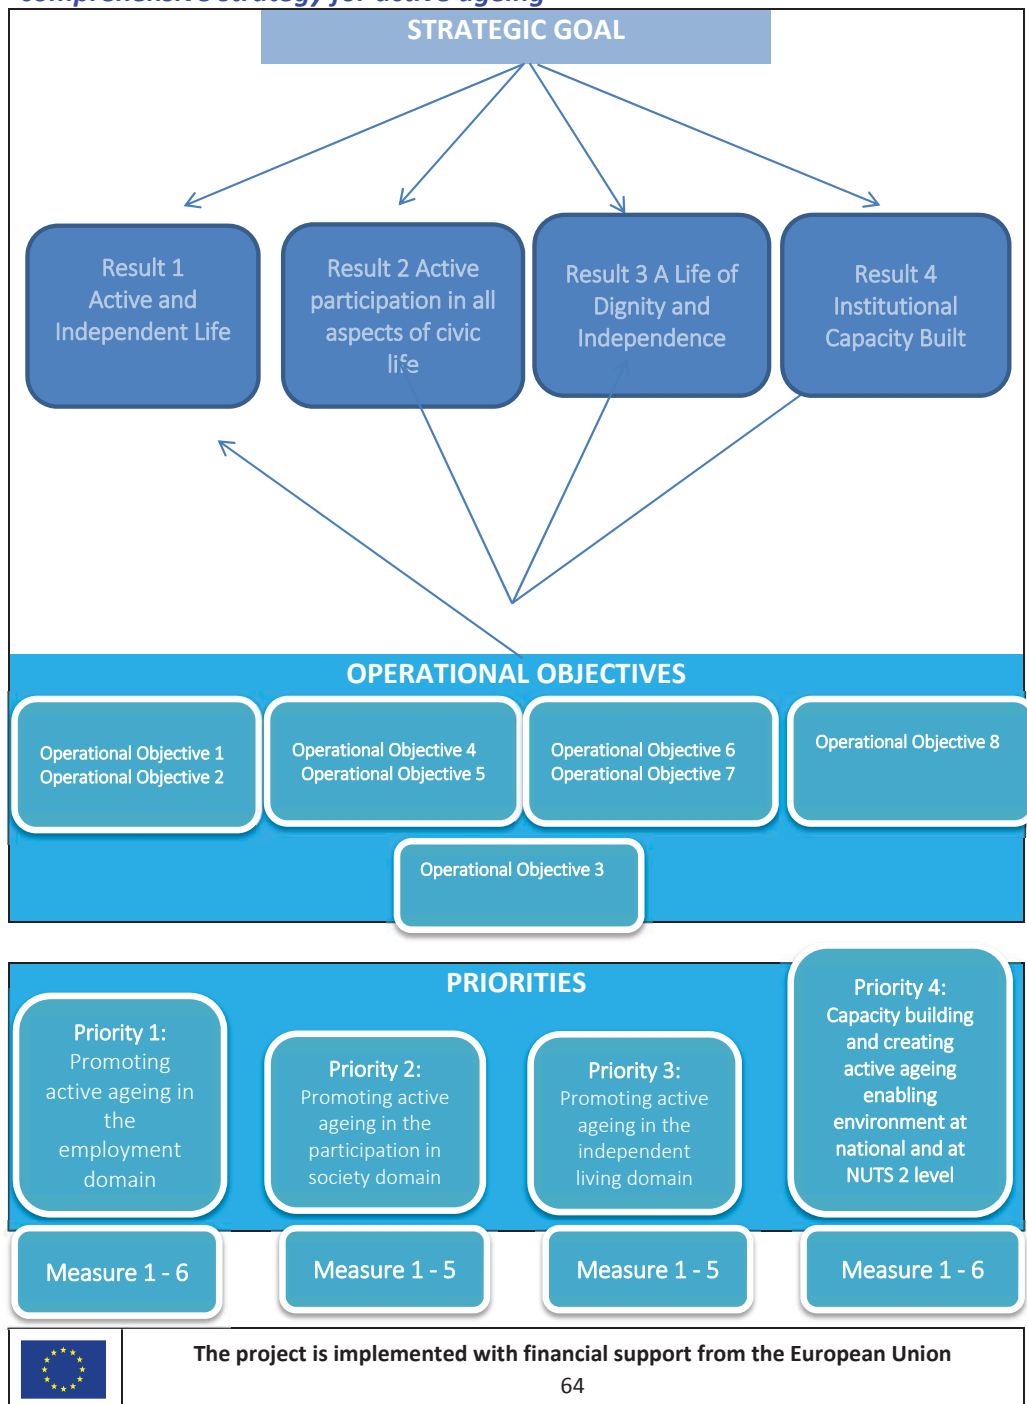 comprehensive strategy for active ageing
STRATEGIC GOAL
Result 1
Active and
Independent Life
Result 2 Active
participation in all
aspects of civic
life
Result 3 A Life of
Dignity and
Independence
Result 4
Institutional
Capacity Built
OPERATIONAL OBJECTIVES
Operational Objective 1
Operational Objective 2
Operational Objective 4
Operational Objective 5
Operational Objective 6
Operational Objective 7
Operational Objective 8
Operational Objective 3
PRIORITIES
Priority 1:
Promoting
active ageing in
the
employment
domain
Priority 2:
Promoting active
ageing in the
participation in
society domain
Priority 3:
Promoting active
ageing in the
independent
living domain
Priority 4:
Capacity building
and creating
active ageing
enabling
environment at
national and at
NUTS 2 level
Measure 1 - 6
Measure 1 - 5
Measure 1 - 5
Measure 1 - 6
The project is implemented with financial support from the European Union
64